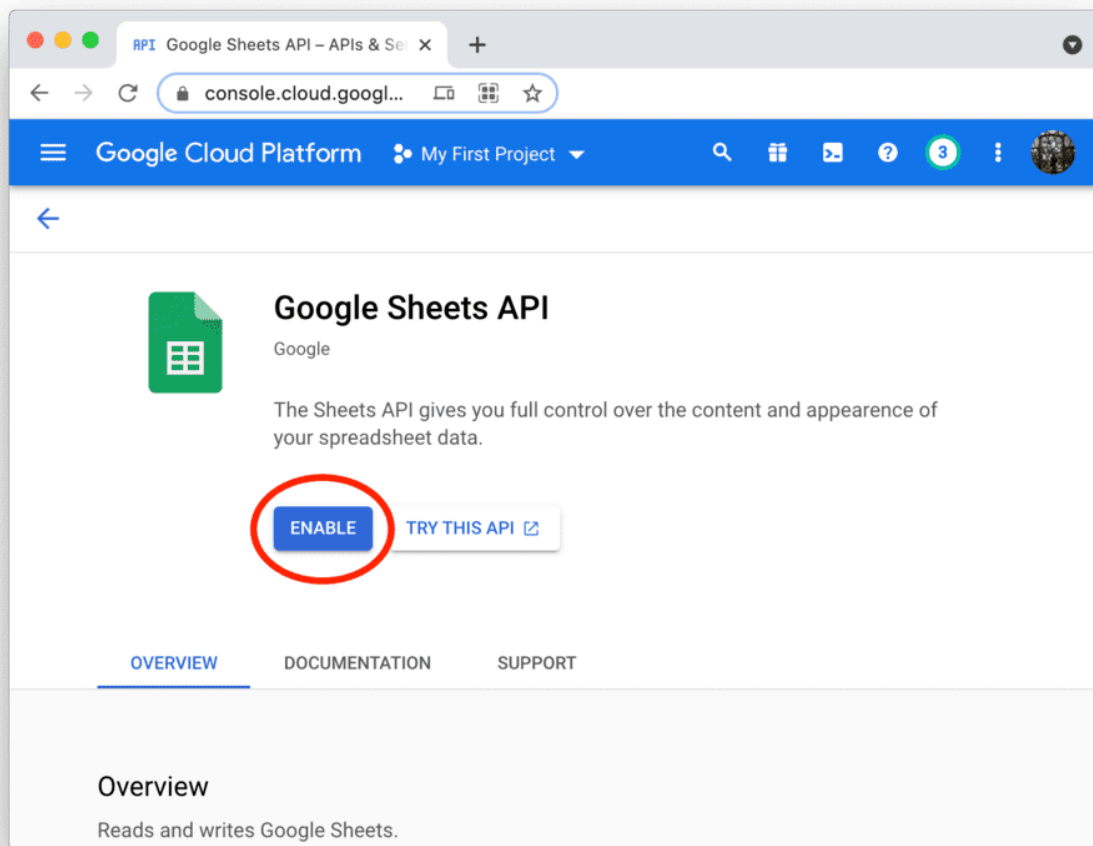 API Google Sheets API – APIs & Se
console.cloud.googl...
Google Cloud Platform My First Project 3
Google Sheets API
Google
The Sheets API gives you full control over the content and appearence of
your spreadsheet data.
ENABLE TRY THIS API
OVERVIEW DOCUMENTATION SUPPORT
Overview
Reads and writes Google Sheets.